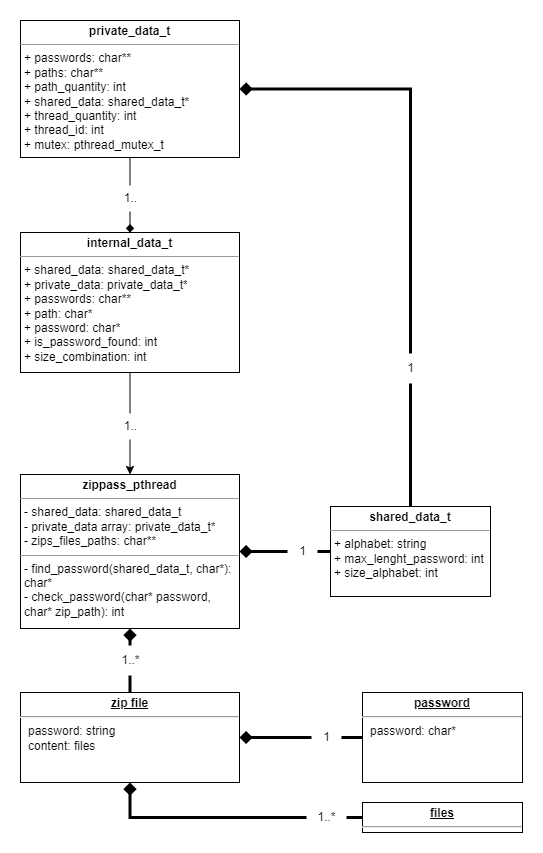 private_data_t
+ passwords: char**
+ paths: char**
+ path_quantity: int
+ shared_data: shared_data_t*
+ thread_quantity: int
+ thread_id: int
+ mutex: pthread_mutex_t
1..
internal_data_t
+ shared_data: shared_data_t*
+ private_data: private_data_t*
+ passwords: char**
+ path: char*
+ password: char*
+ is_password_found: int
+ size_combination: int
1
1..
zippass_pthread
- shared_data: shared_data_t
- private_data array: private_data_t*
- zips_files_paths: char**
- find_password(shared_data_t, char*):
char*
- check_password(char* password,
char* zip_path): int
1
shared_data_t
+ alphabet: string
+ max_lenght_password: int
+ size_alphabet: int
1..*
zip file
password: string
content: files
1
password
password: char*
1..*
files